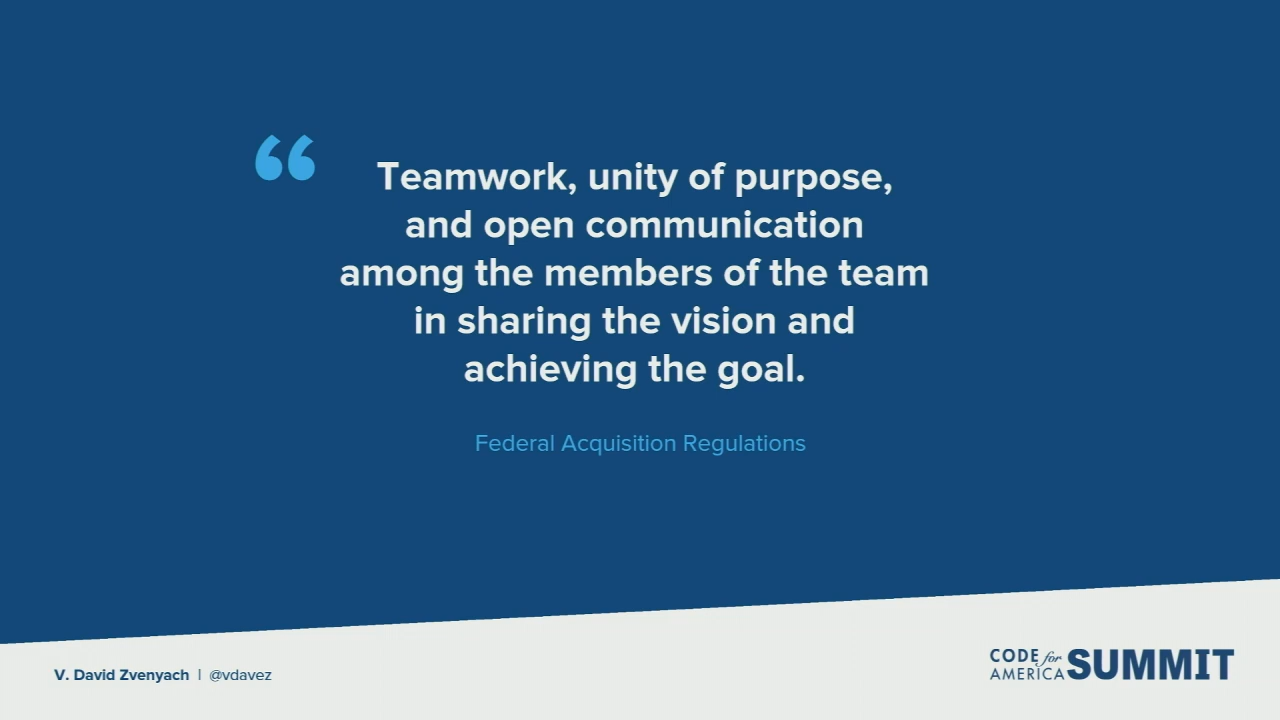 “
Teamwork, unity of purpose,
and open communication
among the members of the team
in sharing the vision and
achieving the goal.
Federal Acquisition Regulations
V. David Zvenyach | @vdavez
CODE for
AMERICA SUMMIT